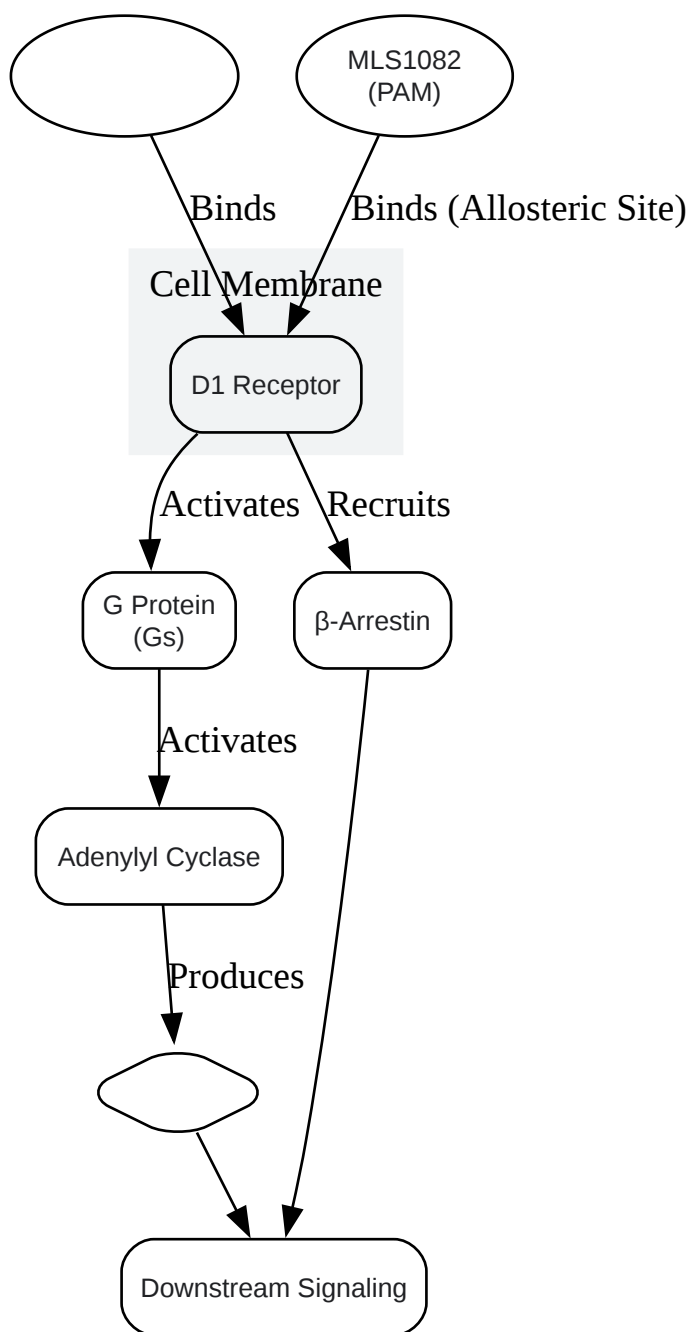 MLS1082
(PAM)
Binds
Binds (Allosteric Site)
Cell Membrane
D1 Receptor
Activates
Recruits
G Protein
(Gs)
β-Arrestin
Activates
Adenylyl Cyclase
Produces
Downstream Signaling